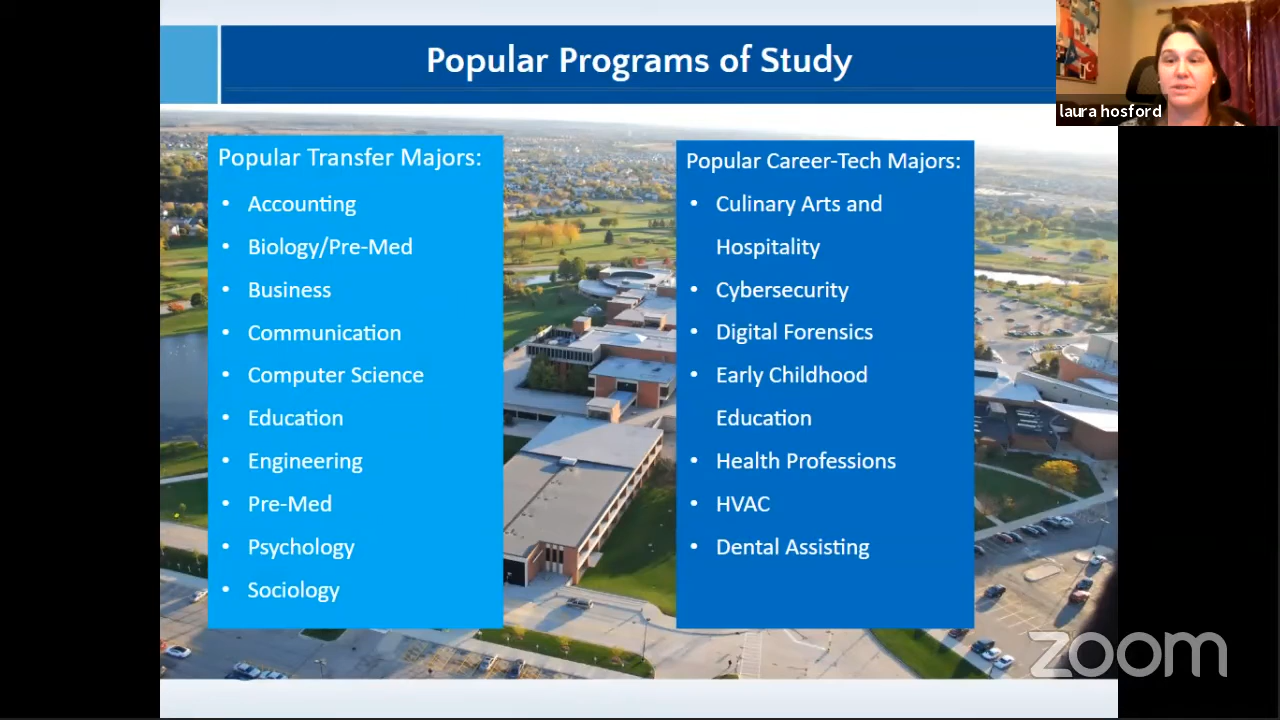 Popular Programs of Study
laura hosford
Popular Transfer Majors:
• Accounting
• Biology/Pre-Med
• Business
• Communication
• Computer Science
• Education
• Engineering
• Pre-Med
• Psychology
• Sociology
Popular Career-Tech Majors:
• Culinary Arts and
Hospitality
• Cybersecurity
• Digital Forensics
• Early Childhood
Education
• Health Professions
• HVAC
• Dental Assisting
zoom